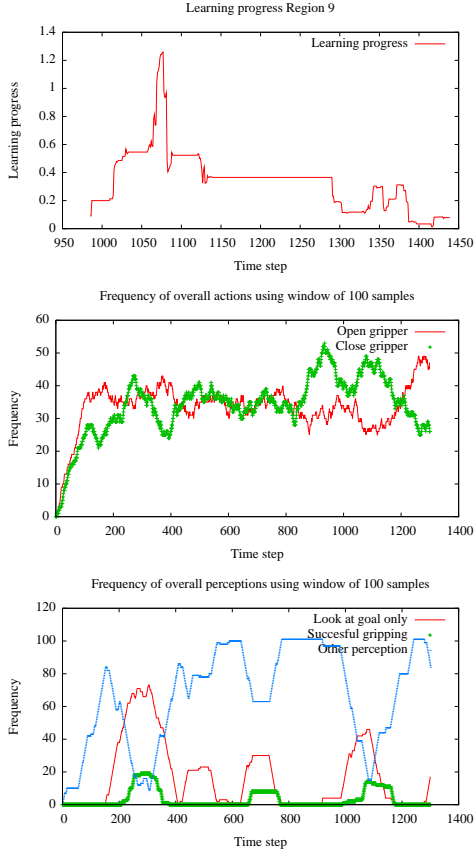 Learning progress Region 9
1.4
Learning progress
1.2
1
0.8
0.6
0.4
0.2
0
Learning progress
950 1000 1050 1100 1150 1200 1250 1300 1350 1400 1450
Time step
Frequency of overall actions using window of 100 samples
60
Open gripper
Close gripper
50
40
30
20
10
0
Frequency
0 200 400 600 800 1000 1200 1400
Time step
Frequency of overall perceptions using window of 100 samples
120
Look at goal only
Succesful gripping
Other perception
100
80
60
40
20
0
Frequency
0 200 400 600 800 1000 1200 1400
Time step